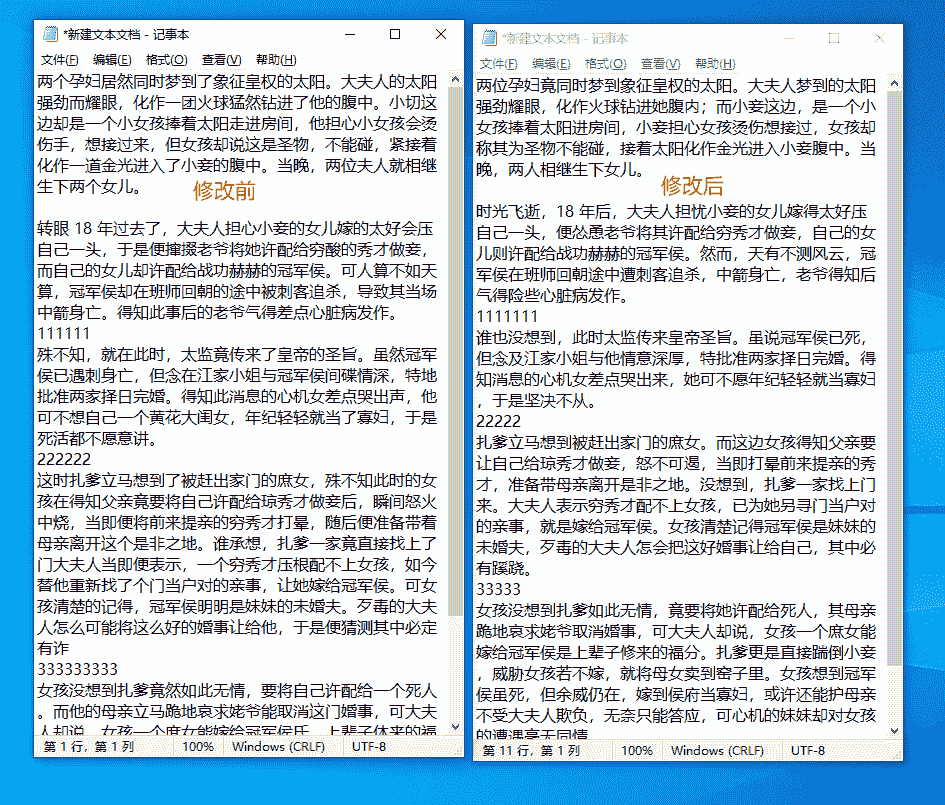 *新建文本文档 - 记事本
文件(F) 编辑(E) 格式(O) 查看(V) 帮助(H)
两个孕妇居然同时梦到了象征皇权的太阳。大夫人的太阳
强劲而耀眼，化作一团火球猛然钻进了他的腹中。小切这
边却是一个小女孩捧着太阳走进房间，他担心小女孩会烫
伤手，想接过来，但女孩却说这是圣物，不能碰，紧接着
化作一道金光进入了小妾的腹中。当晚，两位夫人就相继
生下两个女儿。
修改前
转眼 18 年过去了，大夫人担心小妾的女儿嫁的太好会压
自己一头，于是便撺掇老爷将她许配给穷酸的秀才做妾，
而自己的女儿却许配给战功赫赫的冠军侯。可人算不如天
算，冠军侯却在班师回朝的途中被刺客追杀，导致其当场
中箭身亡。得知此事后的老爷气得差点心脏病发作。
111111
殊不知，就在此时，太监竟传来了皇帝的圣旨。虽然冠军
侯已遇刺身亡，但念在江家小姐与冠军侯间碟情深，特地
批准两家择日完婚。得知此消息的心机女差点哭出声，他
可不想自己一个黄花大闺女，年纪轻轻就当了寡妇，于是
死活都不愿意讲。
222222
这时扎爹立马想到了被赶出家门的庶女，殊不知此时的女
孩在得知父亲竟要将自己许配给琼秀才做妾后，瞬间怒火
中烧，当即便将前来提亲的穷秀才打晕，随后便准备带着
母亲离开这个是非之地。谁承想，扎爹一家竟直接找上了
门大夫人当即便表示，一个穷秀才压根配不上女孩，如今
替他重新找了个门当户对的亲事，让她嫁给冠军侯。可女
孩清楚的记得，冠军侯明明是妹妹的未婚夫。歹毒的大夫
人怎么可能将这么好的婚事让给他，于是便猜测其中必定
有诈
333333333
女孩没想到扎爹竟然如此无情，要将自己许配给一个死人
。而他的母亲立马跪地哀求姥爷能取消这门婚事，可大夫
人却说，女孩一个庶女能嫁给冠军侯氏，上辈子体来的福
第 1 行，第 1 列 100% Windows (CRLF) UTF-8
*新建文本文档 - 记事本
文件(F) 编辑(E) 格式(O) 查看(V) 帮助(H)
两位孕妇竟同时梦到象征皇权的太阳。大夫人梦到的太阳
强劲耀眼，化作火球钻进她腹内；而小妾这边，是一个小
女孩捧着太阳进房间，小妾担心女孩烫伤想接过，女孩却
称其为圣物不能碰，接着太阳化作金光进入小妾腹中。当
晚，两人相继生下女儿。
修改后
时光飞逝，18 年后，大夫人担忧小妾的女儿嫁得太好压
自己一头，便怂恿老爷将其许配给穷秀才做妾，自己的女
儿则许配给战功赫赫的冠军侯。然而，天有不测风云，冠
军侯在班师回朝途中遭刺客追杀，中箭身亡，老爷得知后
气得险些心脏病发作。
1111111
谁也没想到，此时太监传来皇帝圣旨。虽说冠军侯已死，
但念及江家小姐与他情意深厚，特批准两家择日完婚。得
知消息的心机女差点哭出来，她可不愿年纪轻轻就当寡妇
，于是坚决不从。
22222
扎爹立马想到被赶出家门的庶女。而这边女孩得知父亲要
让自己给琼秀才做妾，怒不可遏，当即打晕前来提亲的秀
才，准备带母亲离开是非之地。没想到，扎爹一家找上门
来。大夫人表示穷秀才配不上女孩，已为她另寻门当户对
的亲事，就是嫁给冠军侯。女孩清楚记得冠军侯是妹妹的
未婚夫，歹毒的大夫人怎会把这好婚事让给自己，其中必
有蹊跷。
33333
女孩没想到扎爹如此无情，竟要将她许配给死人，其母亲
跪地哀求姥爷取消婚事，可大夫人却说，女孩一个庶女能
嫁给冠军侯是上辈子修来的福分。扎爹更是直接踹倒小妾
，威胁女孩若不嫁，就将母女卖到窑子里。女孩想到冠军
侯虽死，但余威仍在，嫁到侯府当寡妇，或许还能护母亲
不受大夫人欺负，无奈只能答应，可心机的妹妹却对女孩
的遭遇毫无同情
第 11 行，第 1 列 100% Windows (CRLF) UTF-8